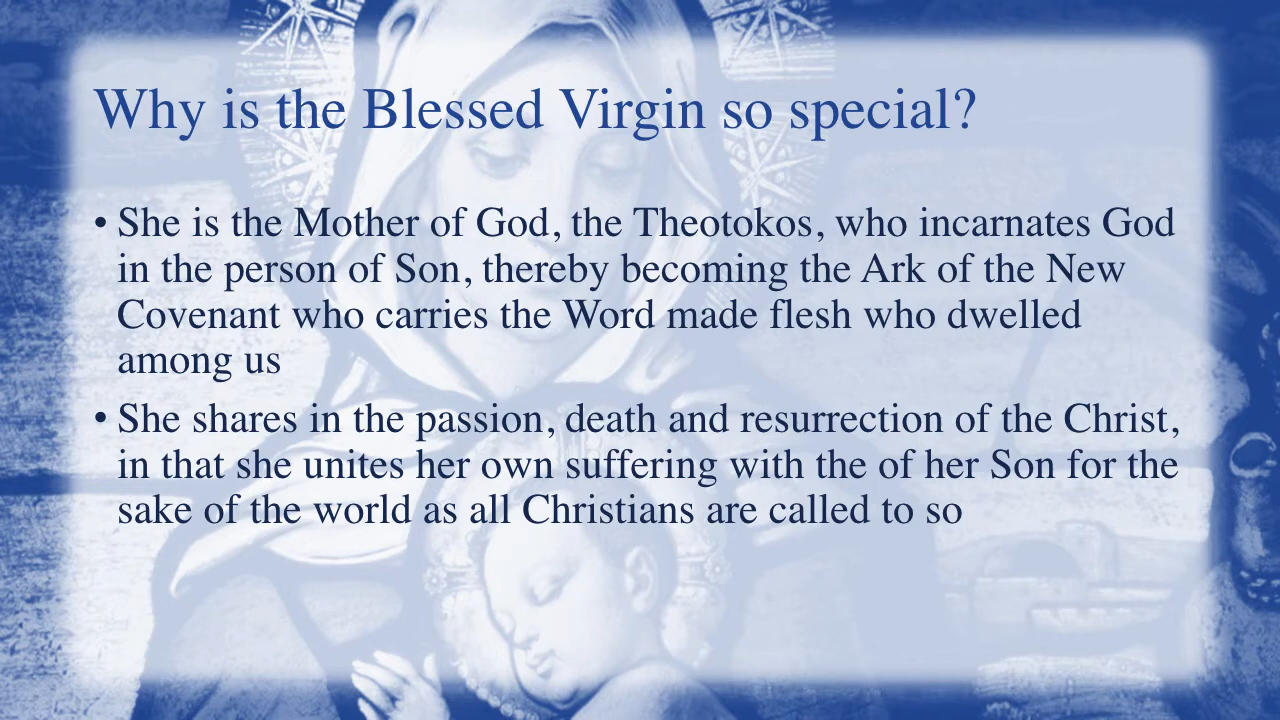 Why is the Blessed Virgin so special?
• She is the Mother of God, the Theotokos, who incarnates God
in the person of Son, thereby becoming the Ark of the New
Covenant who carries the Word made flesh who dwelled
among us
• She shares in the passion, death and resurrection of the Christ,
in that she unites her own suffering with the of her Son for the
sake of the world as all Christians are called to so